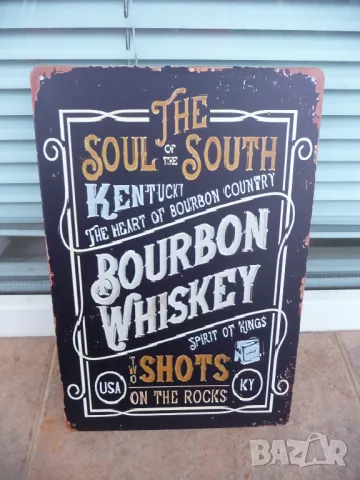 THE
SOUL OF THE SOUTH
KENTUCKY
THE HEART OF BOURBON COUNTRY
BOURBON
WHISKEY
SPIRIT OT KINGS
TWO SHOTS
USA ON THE ROCKS KY
BAZAR